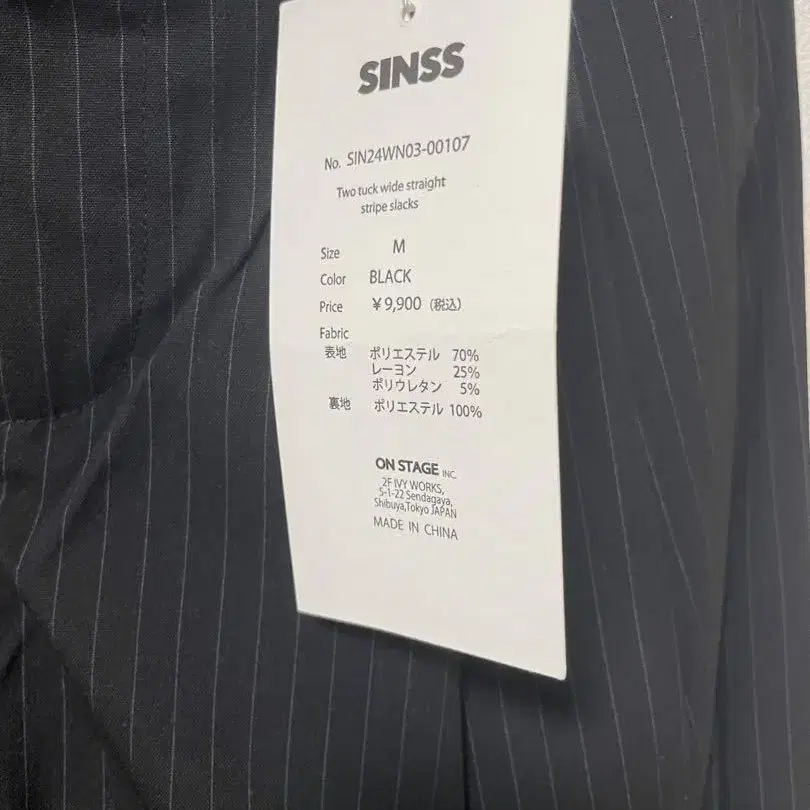 SINSS
No. SIN24WN03-00107
Two tuck wide straight
stripe slacks
Size M
Color BLACK
Price ¥9,900 (税込)
Fabric
表地 ポリエステル 70%
レーヨン 25%
ポリウレタン 5%
裏地 ポリエステル 100%
ON STAGE INC.
2F IVY WORKS,
5-1-22 Sendagaya,
Shibuya,Tokyo JAPAN
MADE IN CHINA